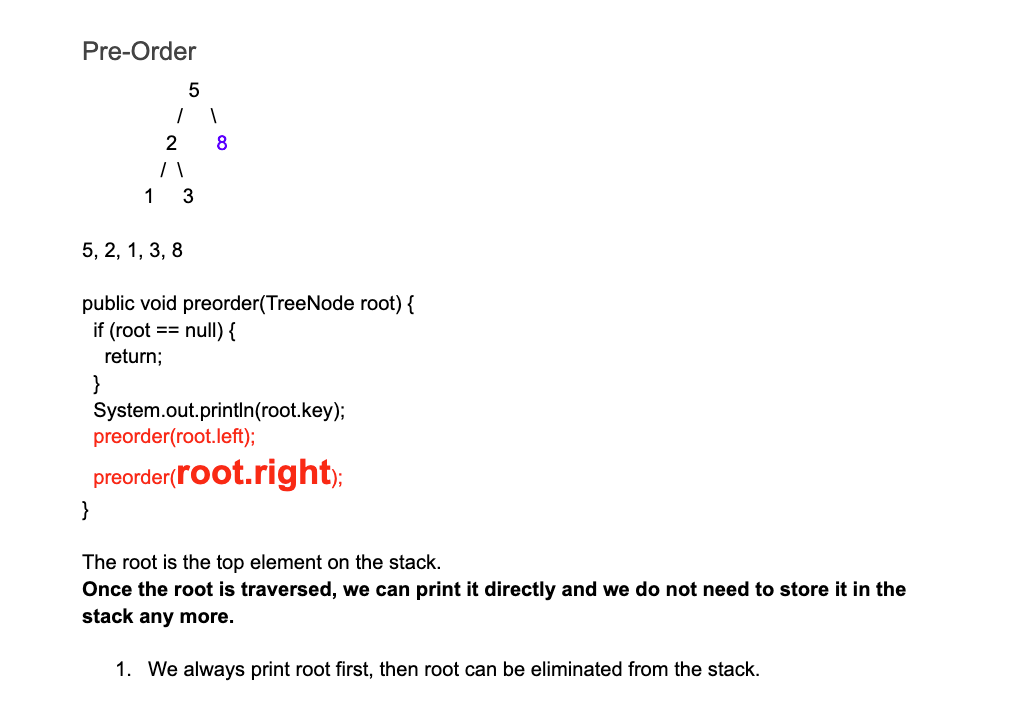 Pre-Order
5
/ \
2 8
/ \
1 3
5, 2, 1, 3, 8
public void preorder(TreeNode root) {
if (root == null) {
return;
}
System.out.println(root.key);
preorder(root.left);
preorder(root.right);
}
The root is the top element on the stack.
Once the root is traversed, we can print it directly and we do not need to store it in the
stack any more.
1. We always print root first, then root can be eliminated from the stack.